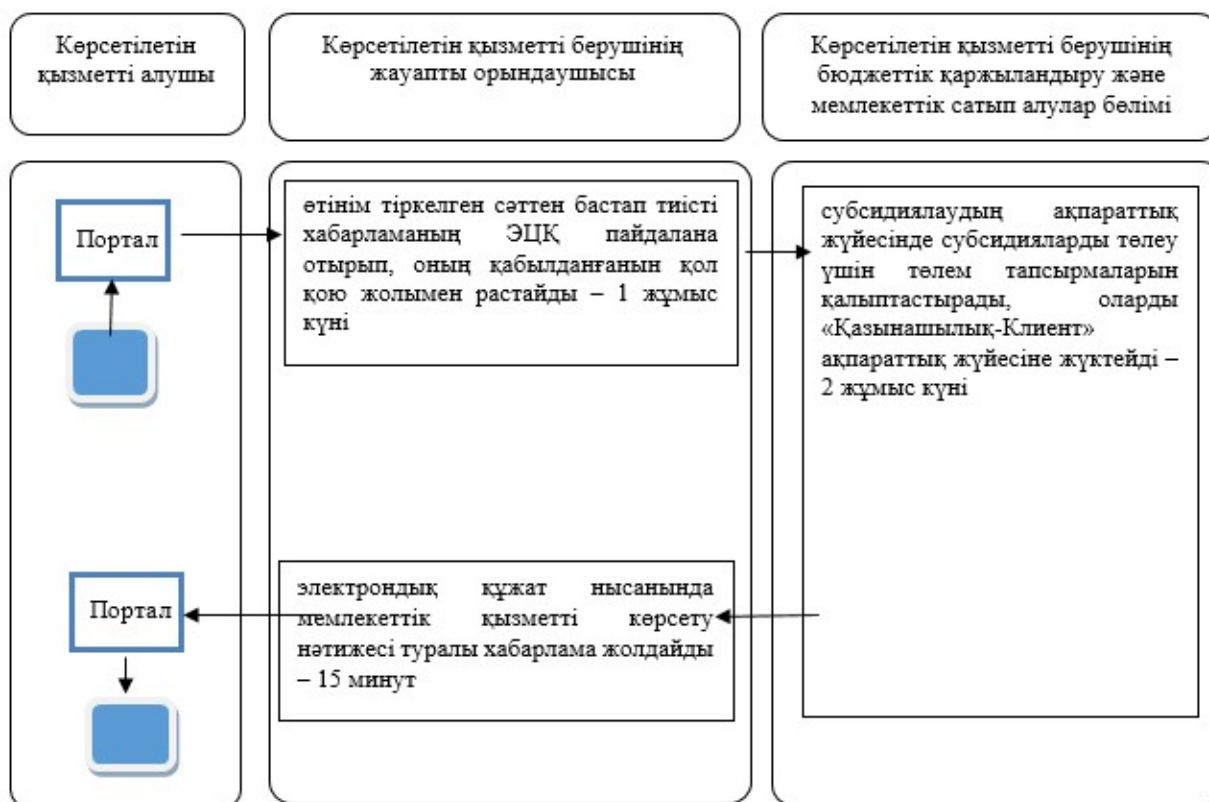 Көрсетілетін
қызметті алушы
Көрсетілетін қызметті берушінің
жауапты орындаушысы
Көрсетілетін қызметті берушінің
бюджеттік қаржыландыру және
мемлекеттік сатып алулар бөлімі
Портал
өтінім тіркелген сәттен бастап тиісті
хабарламаның ЭЦҚ пайдалана
отырып, оның қабылданғанын қол
қою жолымен растайды – 1 жұмыс
күні
субсидиялаудың ақпараттық
жүйесінде субсидияларды төлеу
үшін төлем тапсырмаларын
қалыптастырады, оларды
«Қазынашылық-Клиент»
ақпараттық жүйесіне жүктейді –
2 жұмыс күні
Портал
электрондық құжат нысанында
мемлекеттік қызметті көрсету
нәтижесі туралы хабарлама жолдайды
– 15 минут